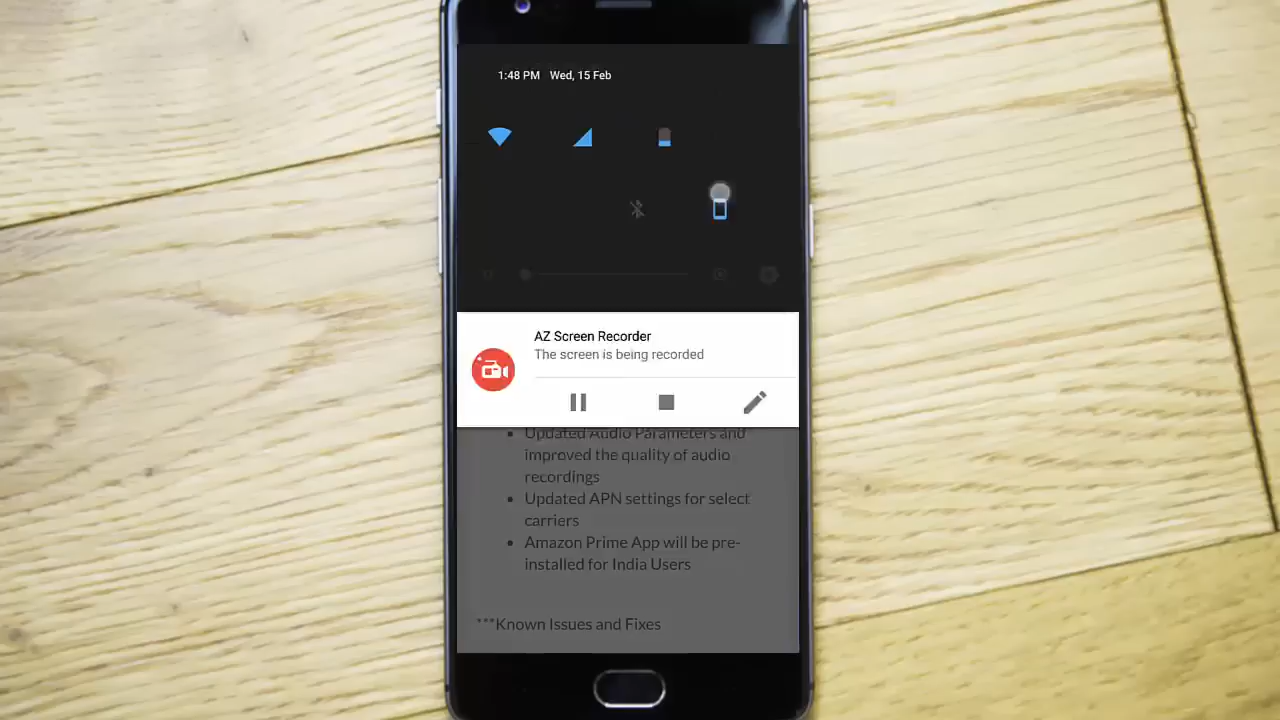 1:48 PM Wed, 15 Feb
AZ Screen Recorder
The screen is being recorded
Updated Audio Parameters and
improved the quality of audio
recordings
Updated APN settings for select
carriers
Amazon Prime App will be pre-
installed for India Users
***Known Issues and Fixes